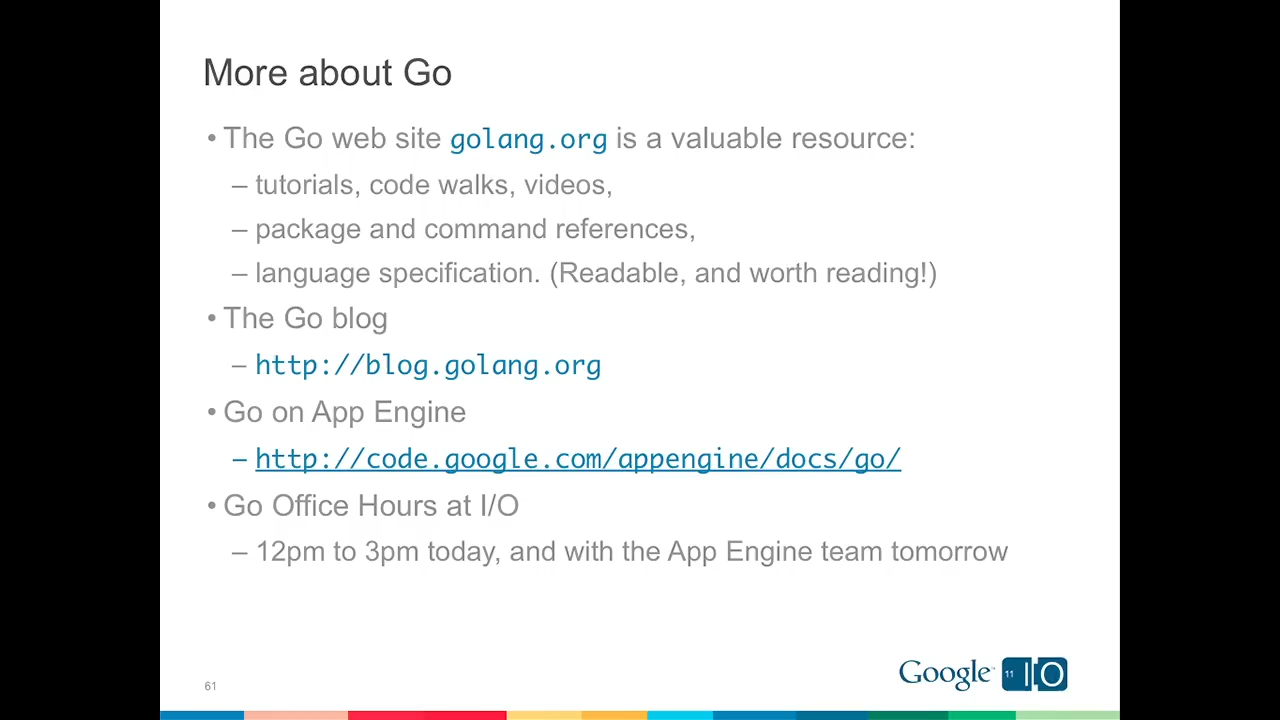 More about Go
• The Go web site golang.org is a valuable resource:
– tutorials, code walks, videos,
– package and command references,
– language specification. (Readable, and worth reading!)
• The Go blog
– http://blog.golang.org
• Go on App Engine
– http://code.google.com/appengine/docs/go/
• Go Office Hours at I/O
– 12pm to 3pm today, and with the App Engine team tomorrow
61
Google™ 11 IO